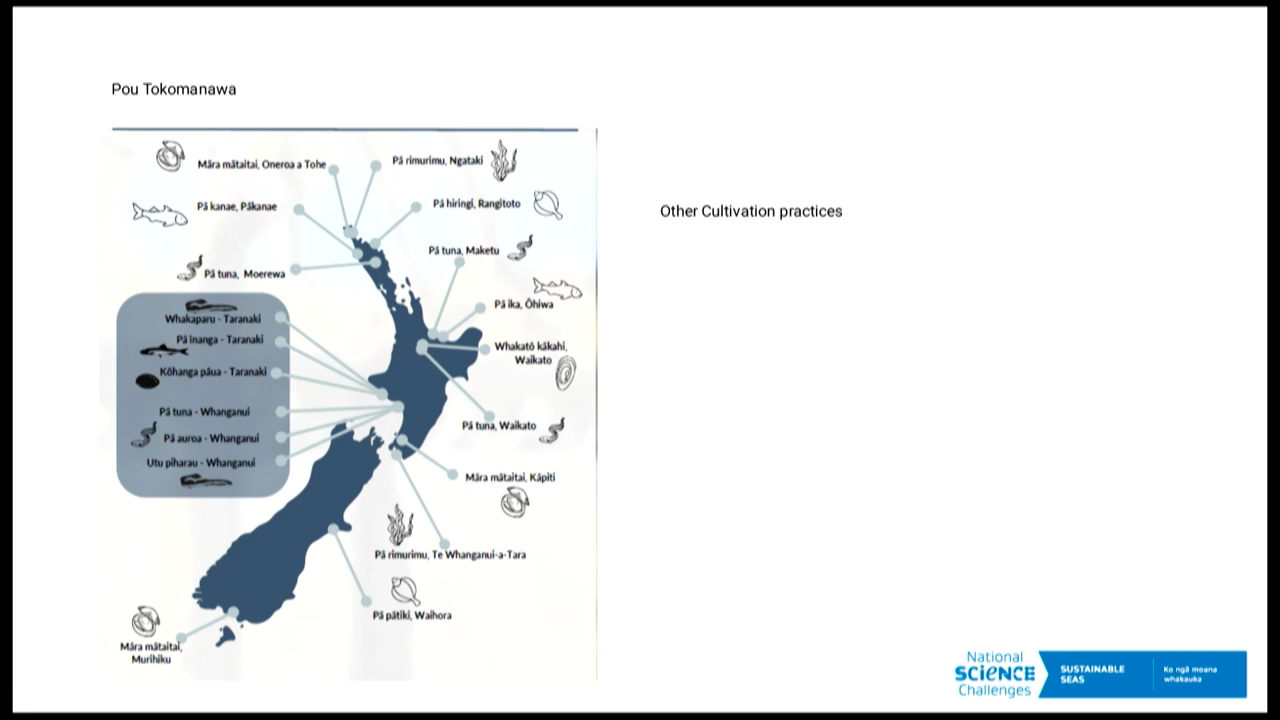 Pou Tokomanawa
Māra mātaitai, Oneroa a Tohe
Pā rimurimu, Ngataki
Pā kanae, Pākanae
Pā hiringi, Rangitoto
Other Cultivation practices
Pā tuna, Maketu
Pā tuna, Moerewa
Pā ika, Ōhiwa
Whakaparu - Taranaki
Pā īnanga - Taranaki
Kōhanga pāua - Taranaki
Pā tuna - Whanganui
Pā auroa - Whanganui
Utu piharau - Whanganui
Whakatō kākahi,
Waikato
Pā tuna, Waikato
Māra mātaitai, Kāpiti
Pā rimurimu, Te Whanganui-a-Tara
Pā pātiki, Waihora
Māra mātaitai,
Murihiku
National
SCiENCE
Challenges
SUSTAINABLE
SEAS
Ko ngā moana
whakauka